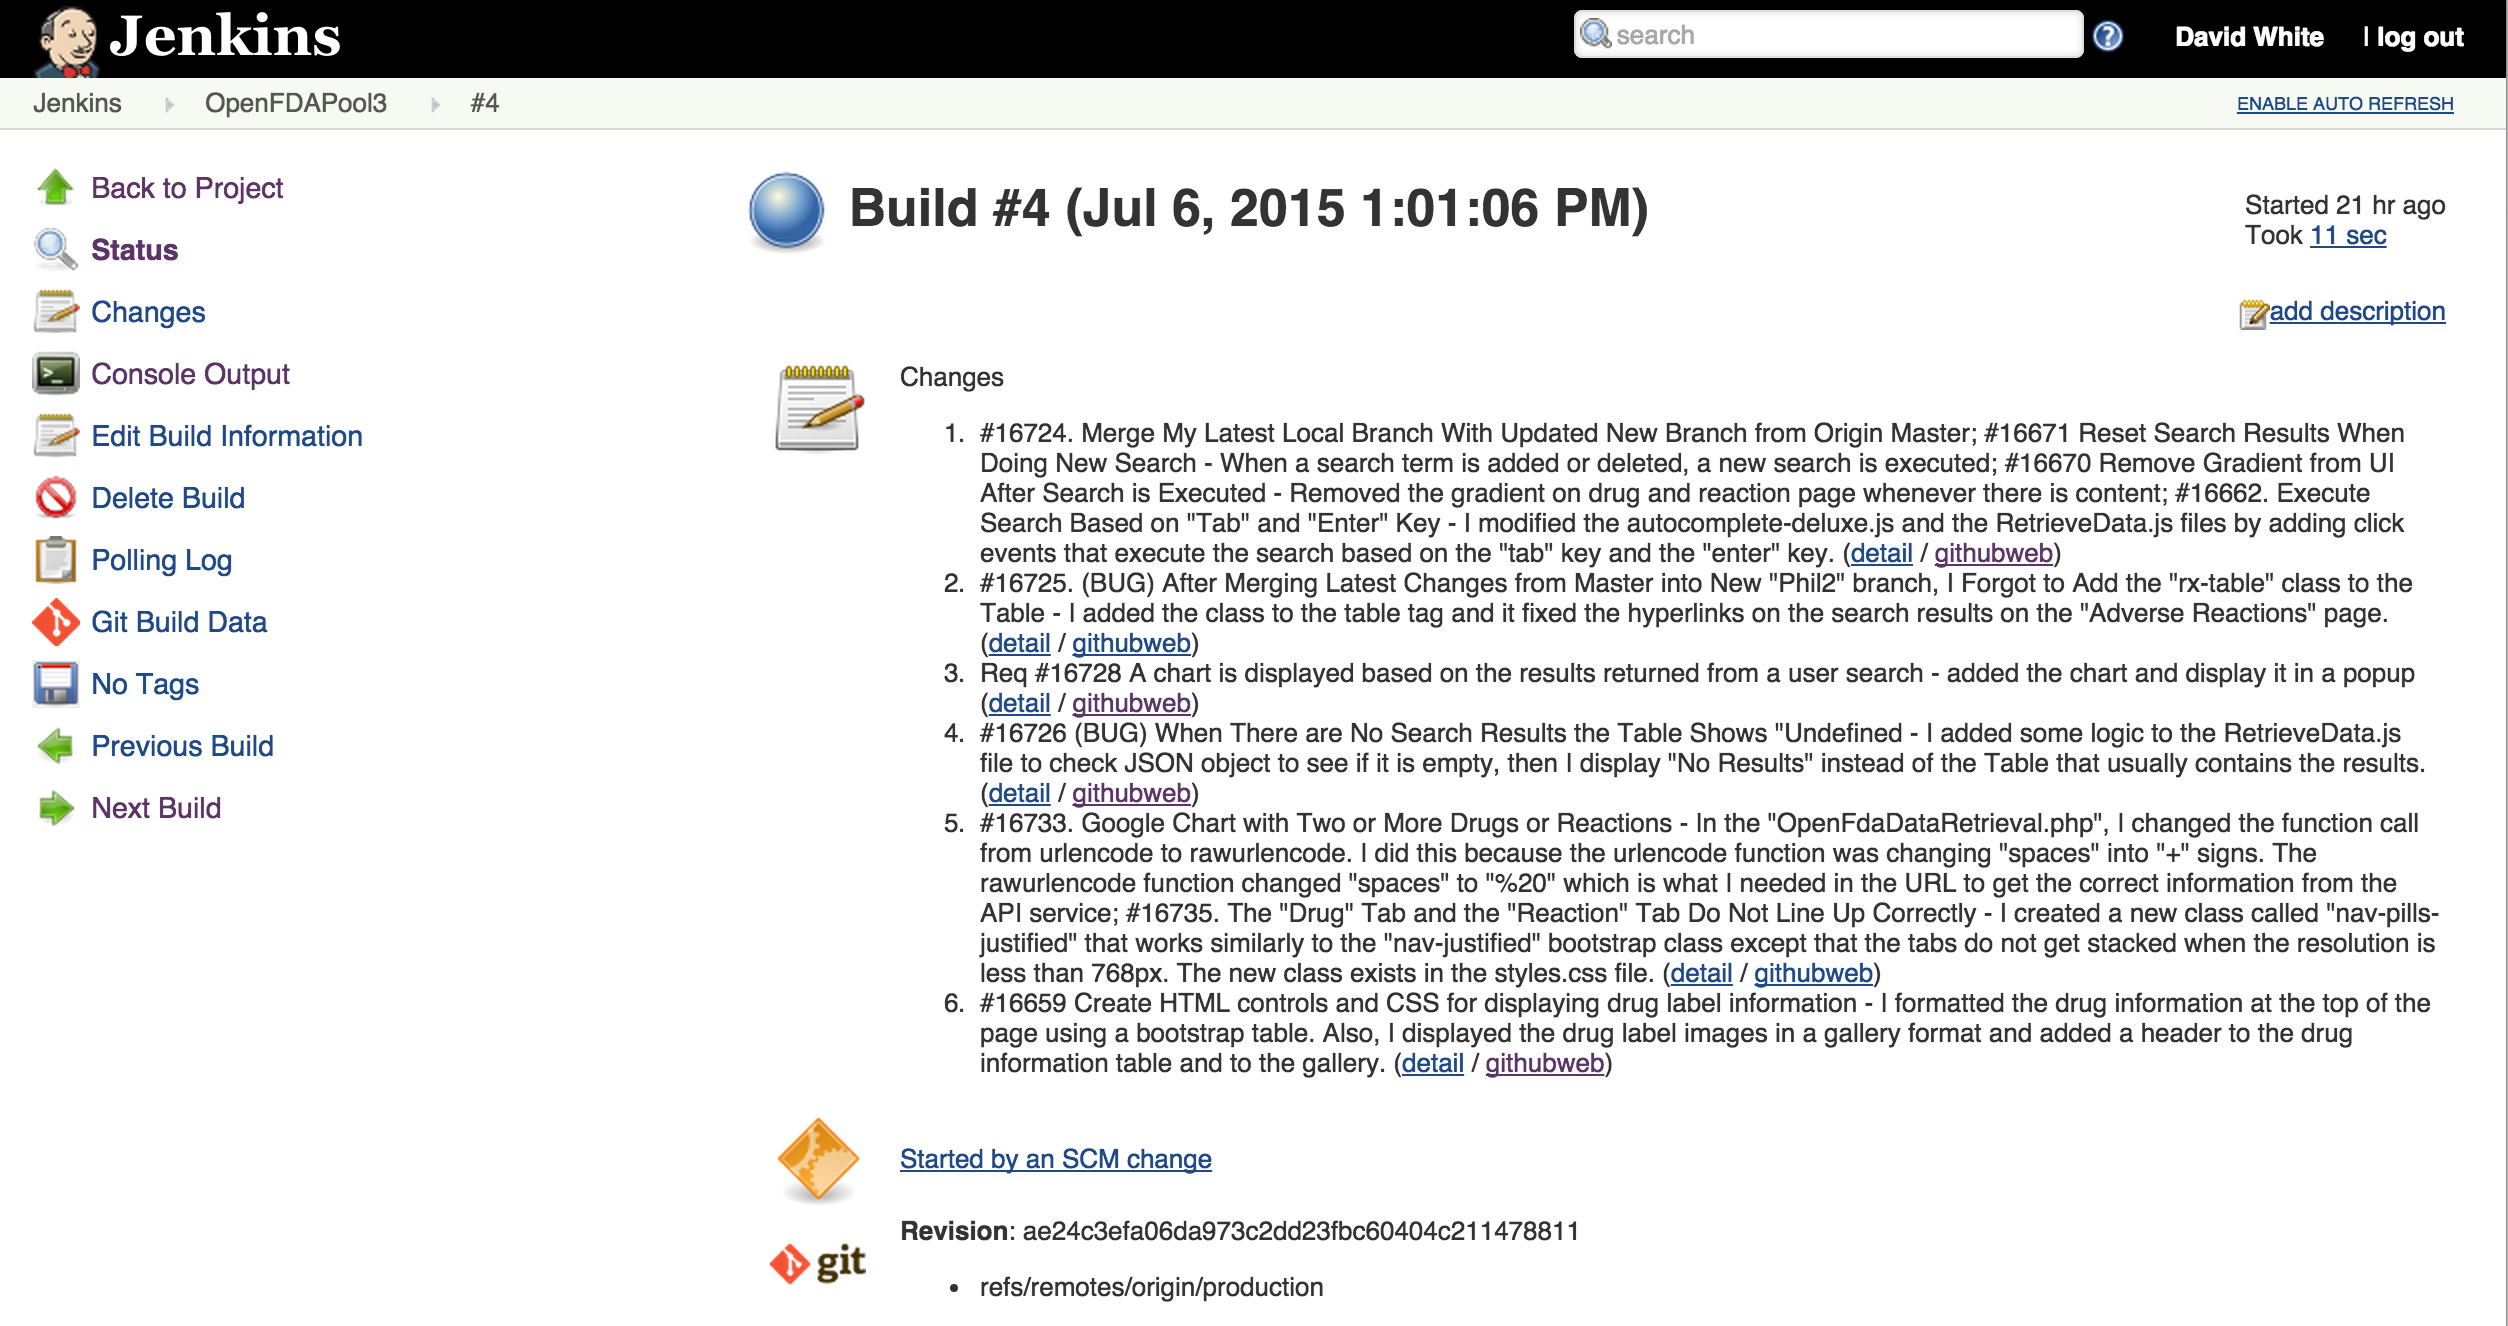 Jenkins
search
David White
| log out
Jenkins
OpenFDAPool3
#4
ENABLE AUTO REFRESH
Back to Project
Status
Changes
Console Output
Edit Build Information
Delete Build
Polling Log
Git Build Data
No Tags
Previous Build
Next Build
Build #4 (Jul 6, 2015 1:01:06 PM)
Started 21 hr ago
Took 11 sec
add description
Changes
1. #16724. Merge My Latest Local Branch With Updated New Branch from Origin Master; #16671 Reset Search Results When
Doing New Search - When a search term is added or deleted, a new search is executed; #16670 Remove Gradient from UI
After Search is Executed - Removed the gradient on drug and reaction page whenever there is content; #16662. Execute
Search Based on "Tab" and "Enter" Key - I modified the autocomplete-deluxe.js and the RetrieveData.js files by adding click
events that execute the search based on the "tab" key and the "enter" key. (detail / githubweb)
2. #16725. (BUG) After Merging Latest Changes from Master into New "Phil2" branch, I Forgot to Add the "rx-table" class to the
Table - I added the class to the table tag and it fixed the hyperlinks on the search results on the "Adverse Reactions" page.
(detail / githubweb)
3. Req #16728 A chart is displayed based on the results returned from a user search - added the chart and display it in a popup
(detail / githubweb)
4. #16726 (BUG) When There are No Search Results the Table Shows "Undefined - I added some logic to the RetrieveData.js
file to check JSON object to see if it is empty, then I display "No Results" instead of the Table that usually contains the results.
(detail / githubweb)
5. #16733. Google Chart with Two or More Drugs or Reactions - In the "OpenFdaDataRetrieval.php", I changed the function call
from urlencode to rawurlencode. I did this because the urlencode function was changing "spaces" into "+" signs. The
rawurlencode function changed "spaces" to "%20" which is what I needed in the URL to get the correct information from the
API service; #16735. The "Drug" Tab and the "Reaction" Tab Do Not Line Up Correctly - I created a new class called "nav-pills-
justified" that works similarly to the "nav-justified" bootstrap class except that the tabs do not get stacked when the resolution is
less than 768px. The new class exists in the styles.css file. (detail / githubweb)
6. #16659 Create HTML controls and CSS for displaying drug label information - I formatted the drug information at the top of the
page using a bootstrap table. Also, I displayed the drug label images in a gallery format and added a header to the drug
information table and to the gallery. (detail / githubweb)
Started by an SCM change
Revision: ae24c3efa06da973c2dd23fbc60404c211478811
git
• refs/remotes/origin/production